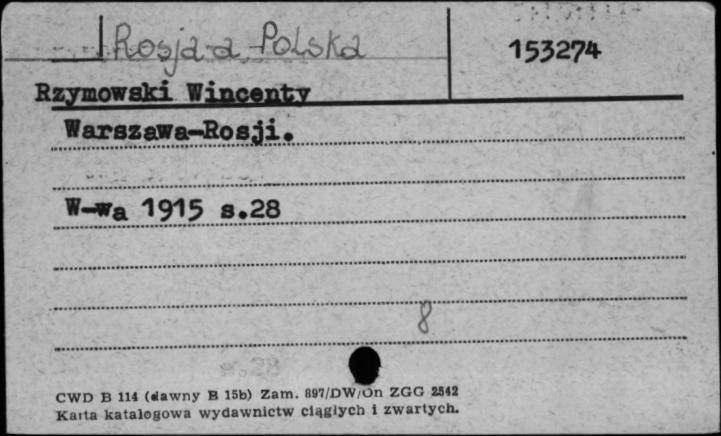 Rosja a Polska
153274
Rzymowski Wincenty
Warszawa-Rosji.
W-wa 1915 s.28
8
s.28
CWD B 114 (dawny B 15b) Zam. 897/DW/On ZGG 2542
Karta katalogowa wydawnictw ciągłych i zwartych.